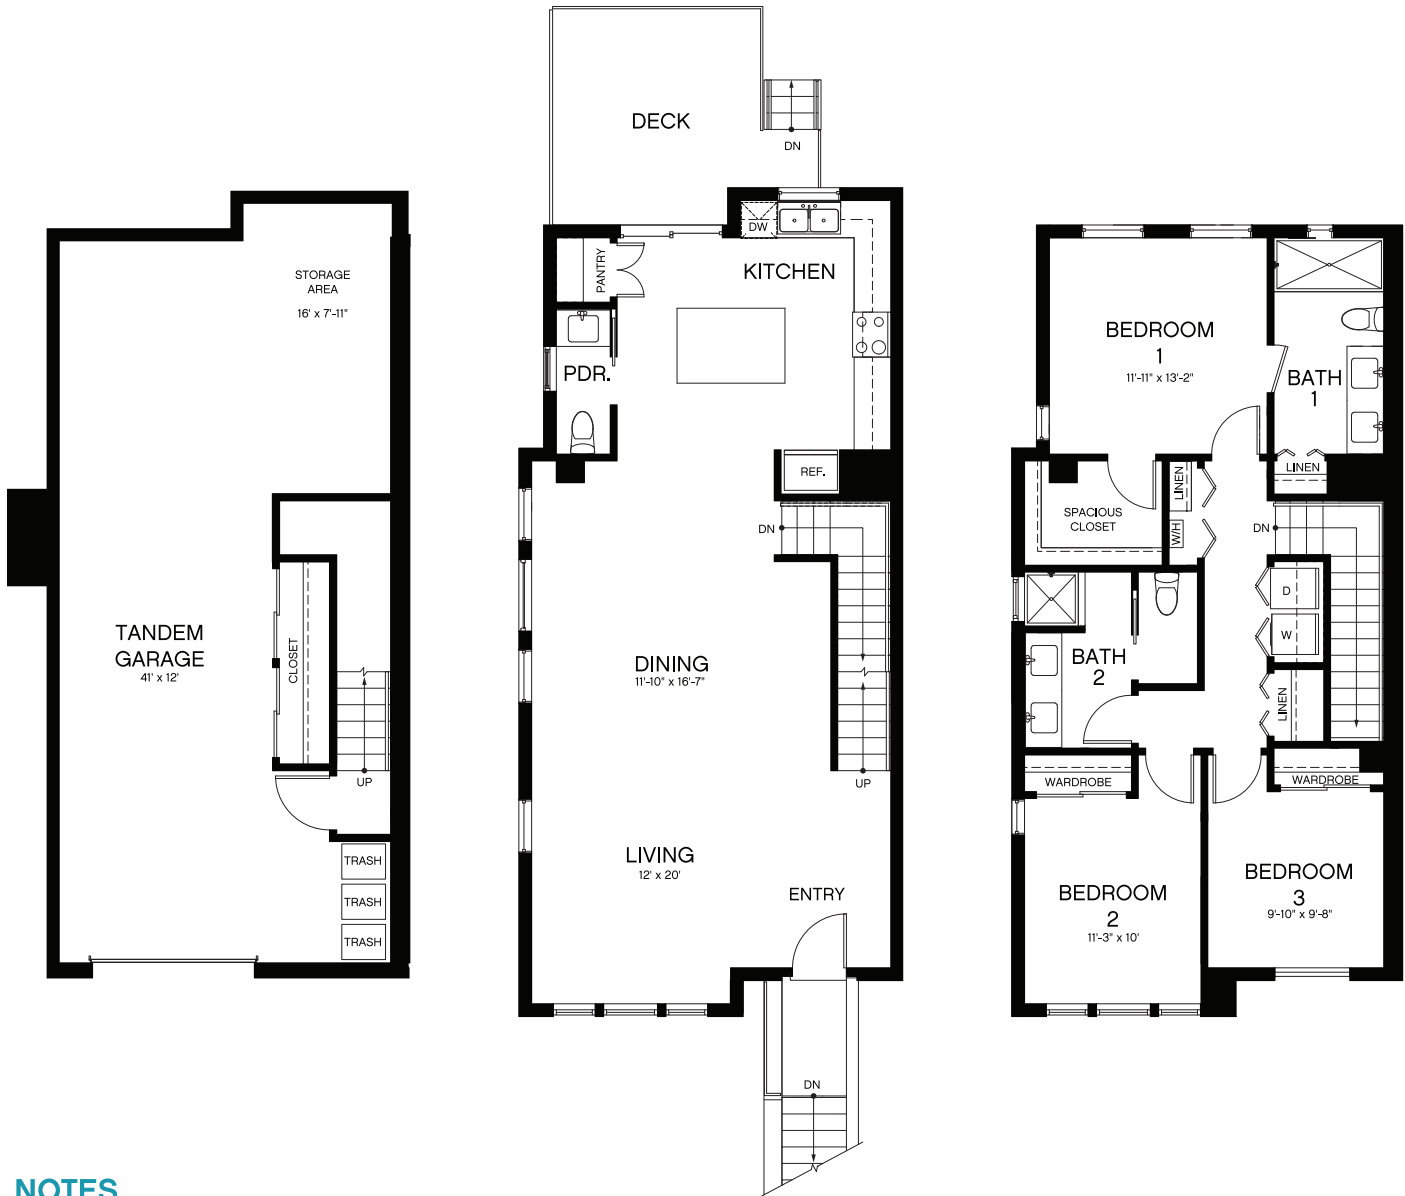 STORAGE
AREA
16' x 7'-11"
TANDEM
GARAGE
41' x 12'
CLOSET
UP
TRASH
TRASH
TRASH
DECK
DN
DW
KITCHEN
PANTRY
PDR.
REF.
DN
DINING
11'-10" x 16'-7"
UP
LIVING
12' x 20'
ENTRY
DN
BEDROOM
1
11'-11" x 13'-2"
BATH
1
LINEN
LINEN
SPACIOUS
CLOSET
W/H
DN
D
W
BATH
2
LINEN
WARDROBE
WARDROBE
BEDROOM
2
11'-3" x 10'
BEDROOM
3
9'-10" x 9'-8"
NOTES